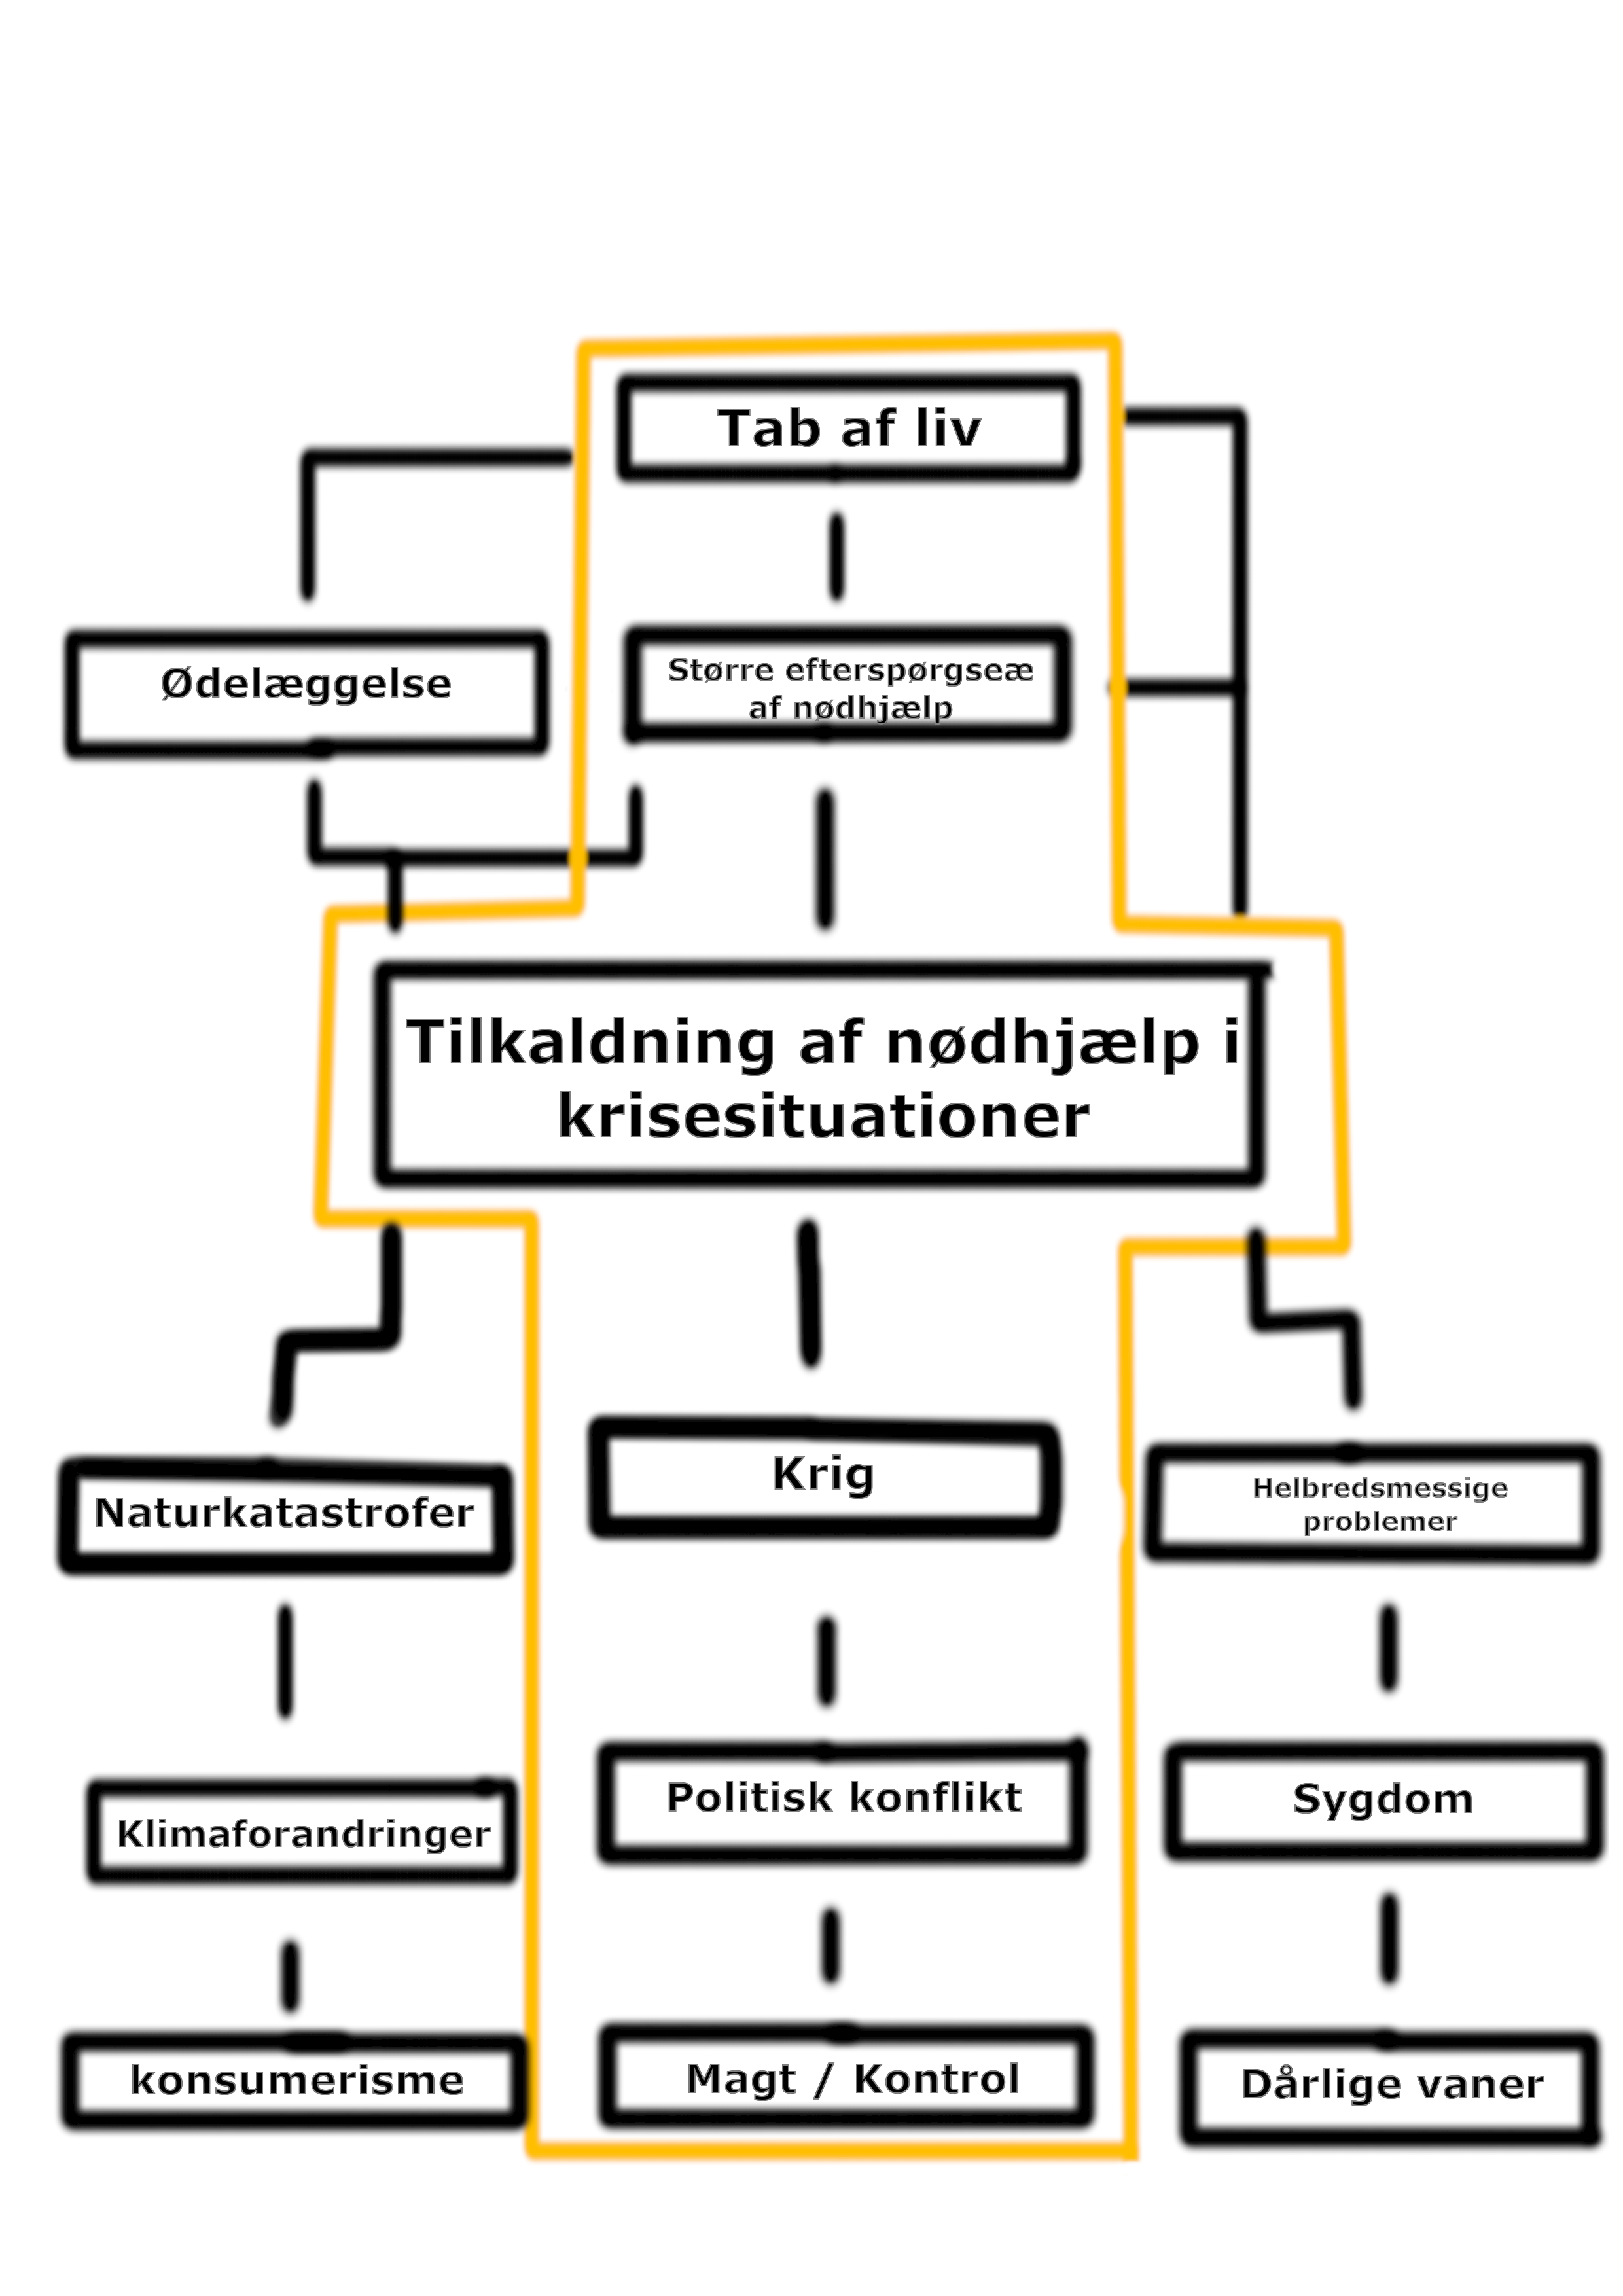 Tab af liv
Ødelæggelse
Større efterspørgseæ
af nødhjælp
Tilkaldning af nødhjælp i
krisesituationer
Naturkatastrofer
Krig
Helbredsmessige
problemer
Klimaforandringer
Politisk konflikt
Sygdom
konsumerisme
Magt / Kontrol
Dårlige vaner